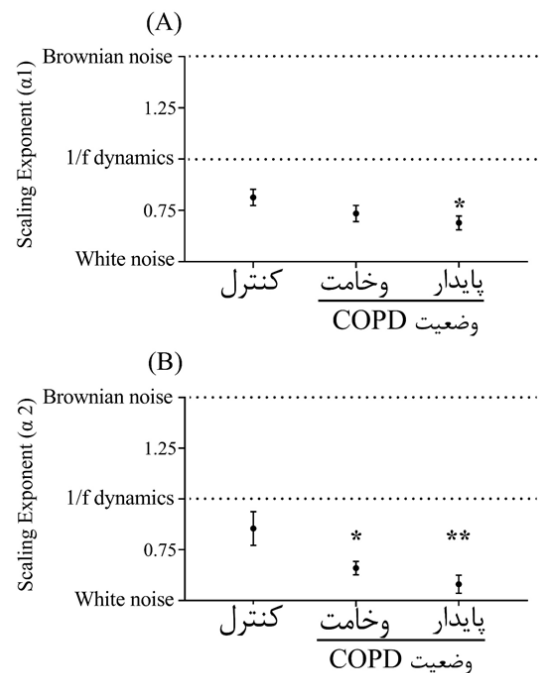 (A)
Scaling Exponent (α1)
Brownian noise
1.25
1/f dynamics
0.75
White noise
*
کنترل وخامت پایدار
وضعیت COPD
(B)
Scaling Exponent (α 2)
Brownian noise
1.25
1/f dynamics
0.75
White noise
* **
کنترل وخامت پایدار
وضعیت COPD